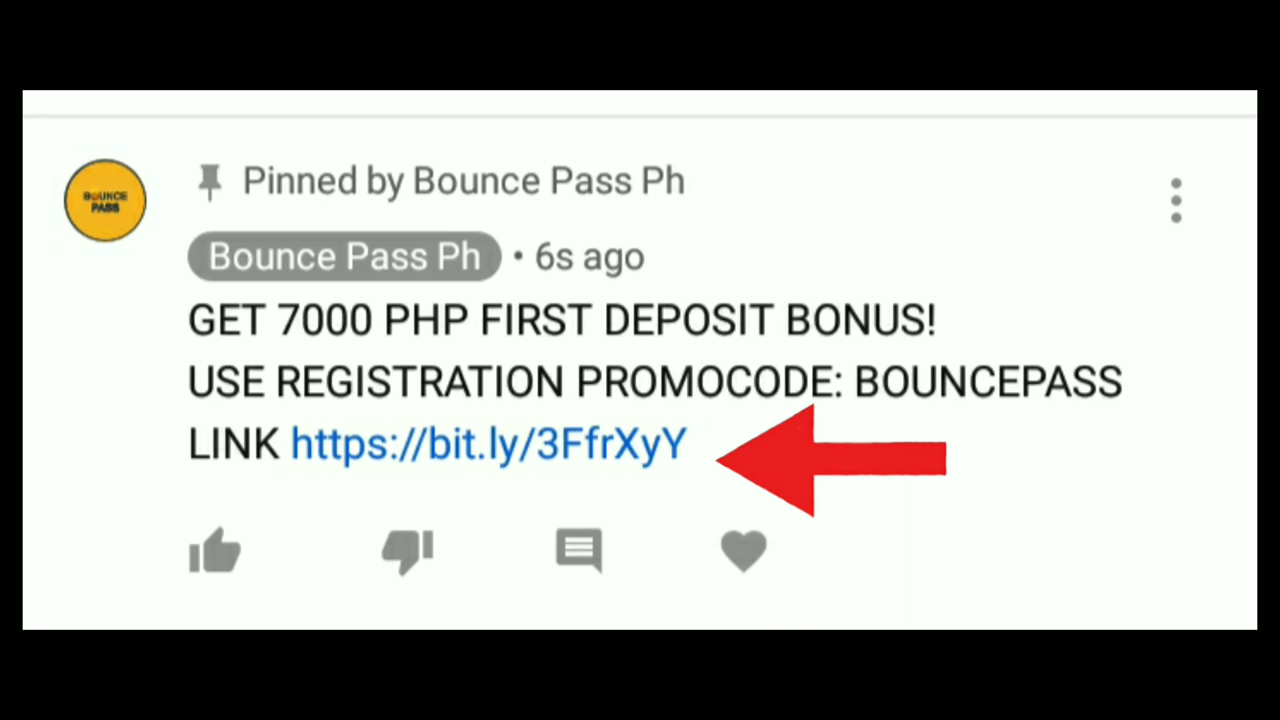 Pinned by Bounce Pass Ph
BOUNCE
PASS
Bounce Pass Ph • 6s ago
GET 7000 PHP FIRST DEPOSIT BONUS!
USE REGISTRATION PROMOCODE: BOUNCEPASS
LINK https://bit.ly/3FfrXyY